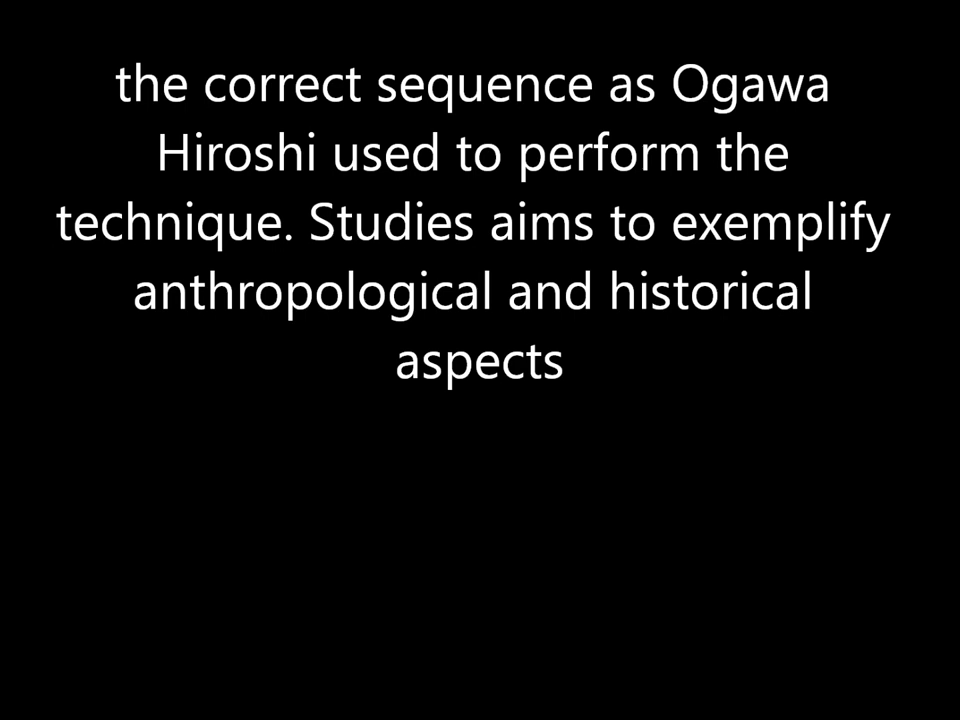 the correct sequence as Ogawa
Hiroshi used to perform the
technique. Studies aims to exemplify
anthropological and historical
aspects